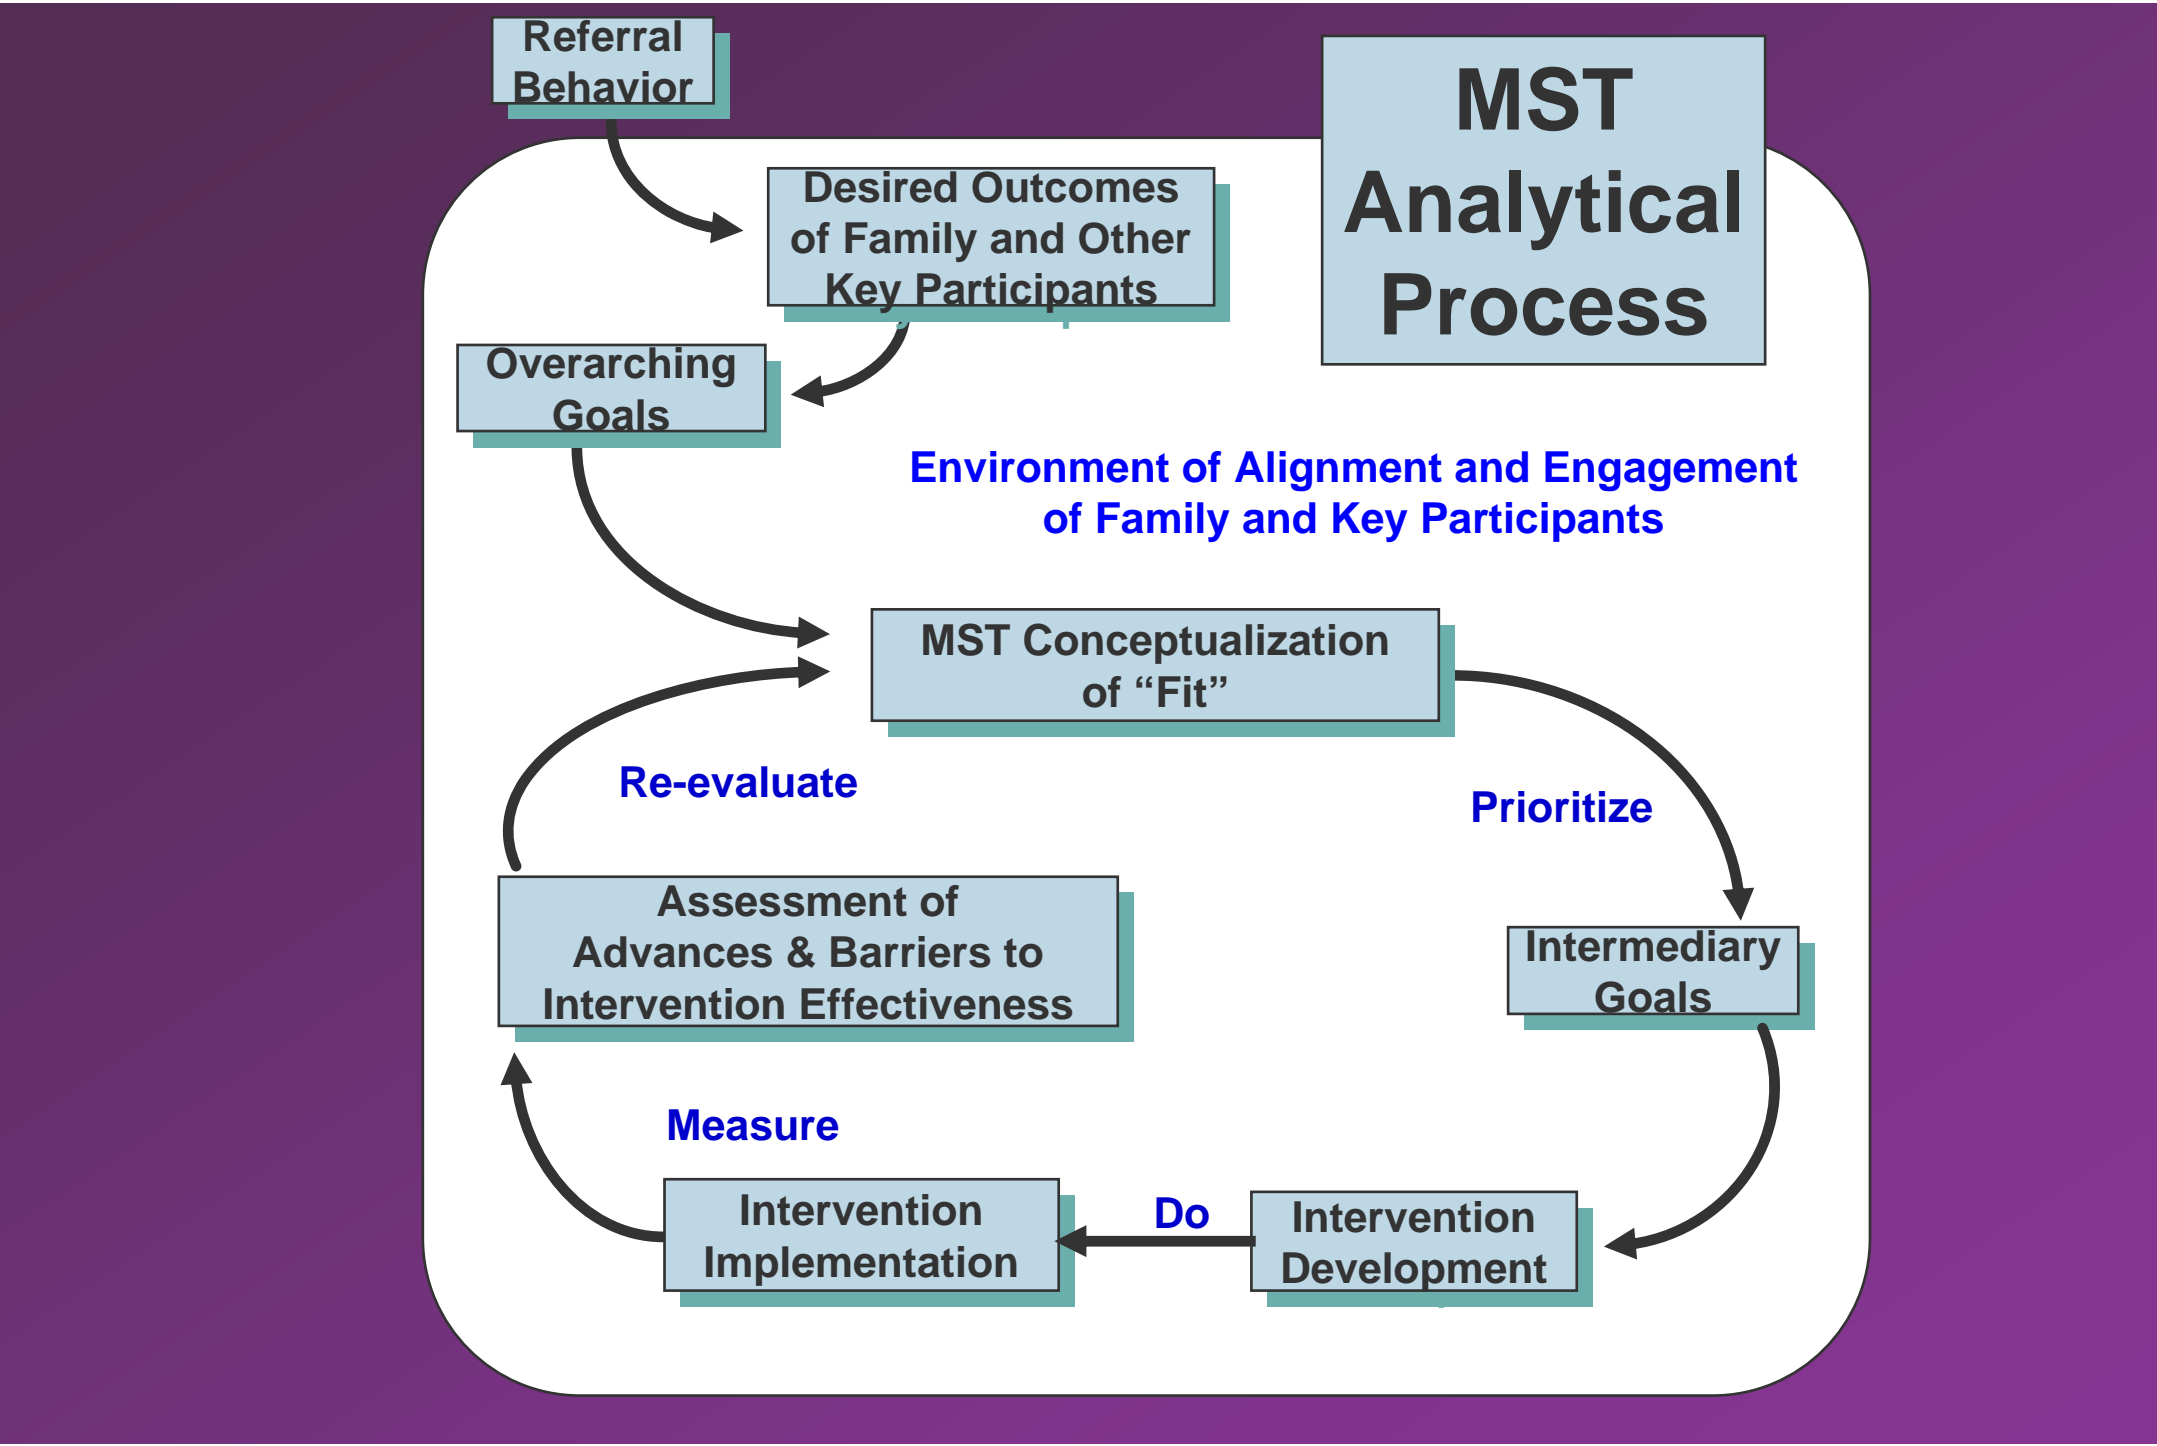 Referral
Behavior
MST
Analytical
Process
Desired Outcomes
of Family and Other
Key Participants
Overarching
Goals
Environment of Alignment and Engagement
of Family and Key Participants
MST Conceptualization
of “Fit”
Re-evaluate
Prioritize
Assessment of
Advances & Barriers to
Intervention Effectiveness
Intermediary
Goals
Measure
Do
Intervention
Implementation
Intervention
Development